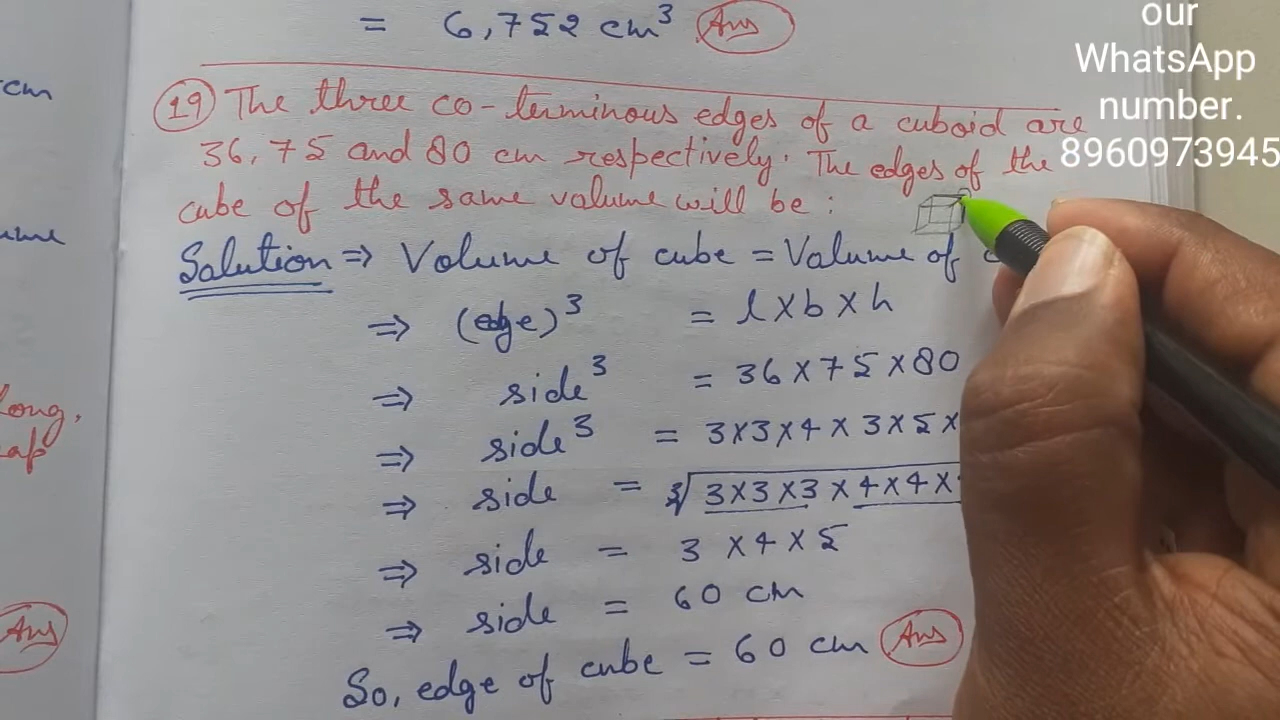 = 6,752 cm³ Ans
our
WhatsApp
number.
8960973945
cm
19 The three co-terminous edges of a cuboid are
36, 75 and 80 cm respectively. The edges of the
cube of the same volume will be :
Solution ⇒ Volume of cube = Volume of
⇒ (edge)³ = l × b × h
⇒ side³ = 36 × 75 × 80
⇒ side³ = 3×3×4×3×5×
⇒ side = ∛3×3×3×4×4×
⇒ side = 3 ×4×5
⇒ side = 60 cm
So, edge of cube = 60 cm Ans
long,
Ans